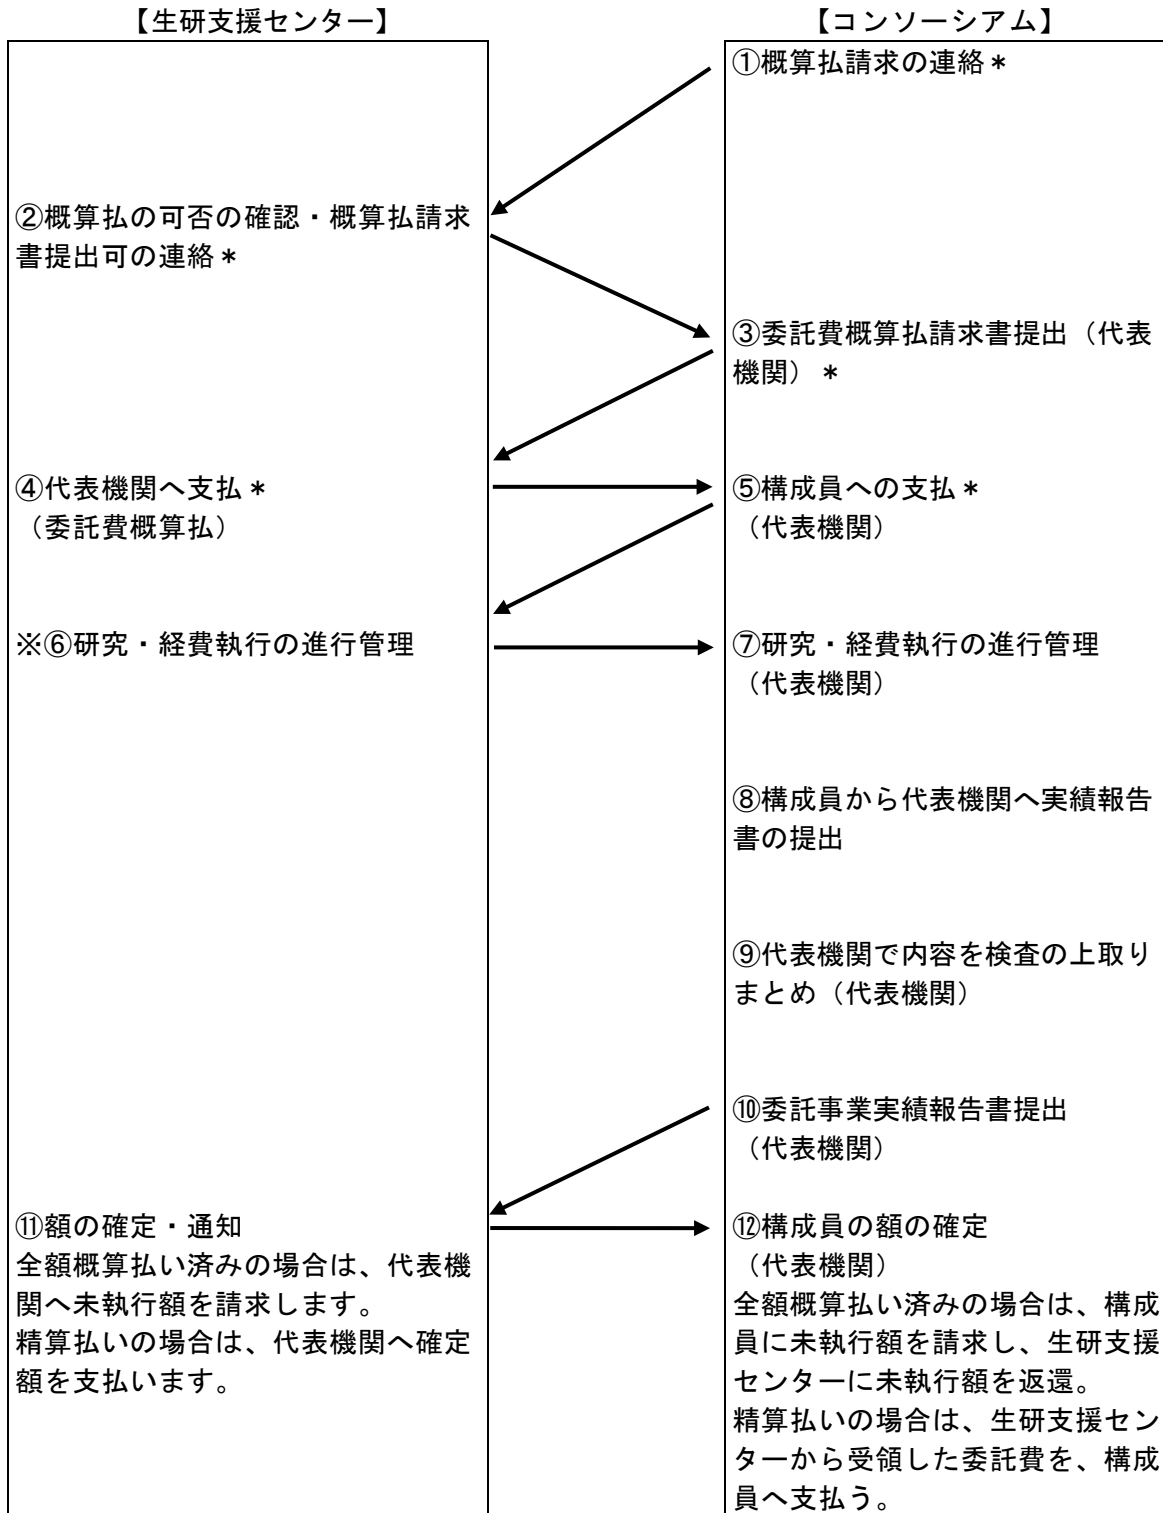 【生研支援センター】
【コンソーシアム】
①概算払請求の連絡＊
②概算払の可否の確認・概算払請求
書提出可の連絡＊
③委託費概算払請求書提出（代表
機関）＊
④代表機関へ支払＊
（委託費概算払）
⑤構成員への支払＊
（代表機関）
※⑥研究・経費執行の進行管理
⑦研究・経費執行の進行管理
（代表機関）
⑧構成員から代表機関へ実績報告
書の提出
⑨代表機関で内容を検査の上取り
まとめ（代表機関）
⑩委託事業実績報告書提出
（代表機関）
⑪額の確定・通知
全額概算払い済みの場合は、代表機
関へ未執行額を請求します。
精算払いの場合は、代表機関へ確定
額を支払います。
⑫構成員の額の確定
（代表機関）
全額概算払い済みの場合は、構成
員に未執行額を請求し、生研支援
センターに未執行額を返還。
精算払いの場合は、生研支援セン
ターから受領した委託費を、構成
員へ支払う。